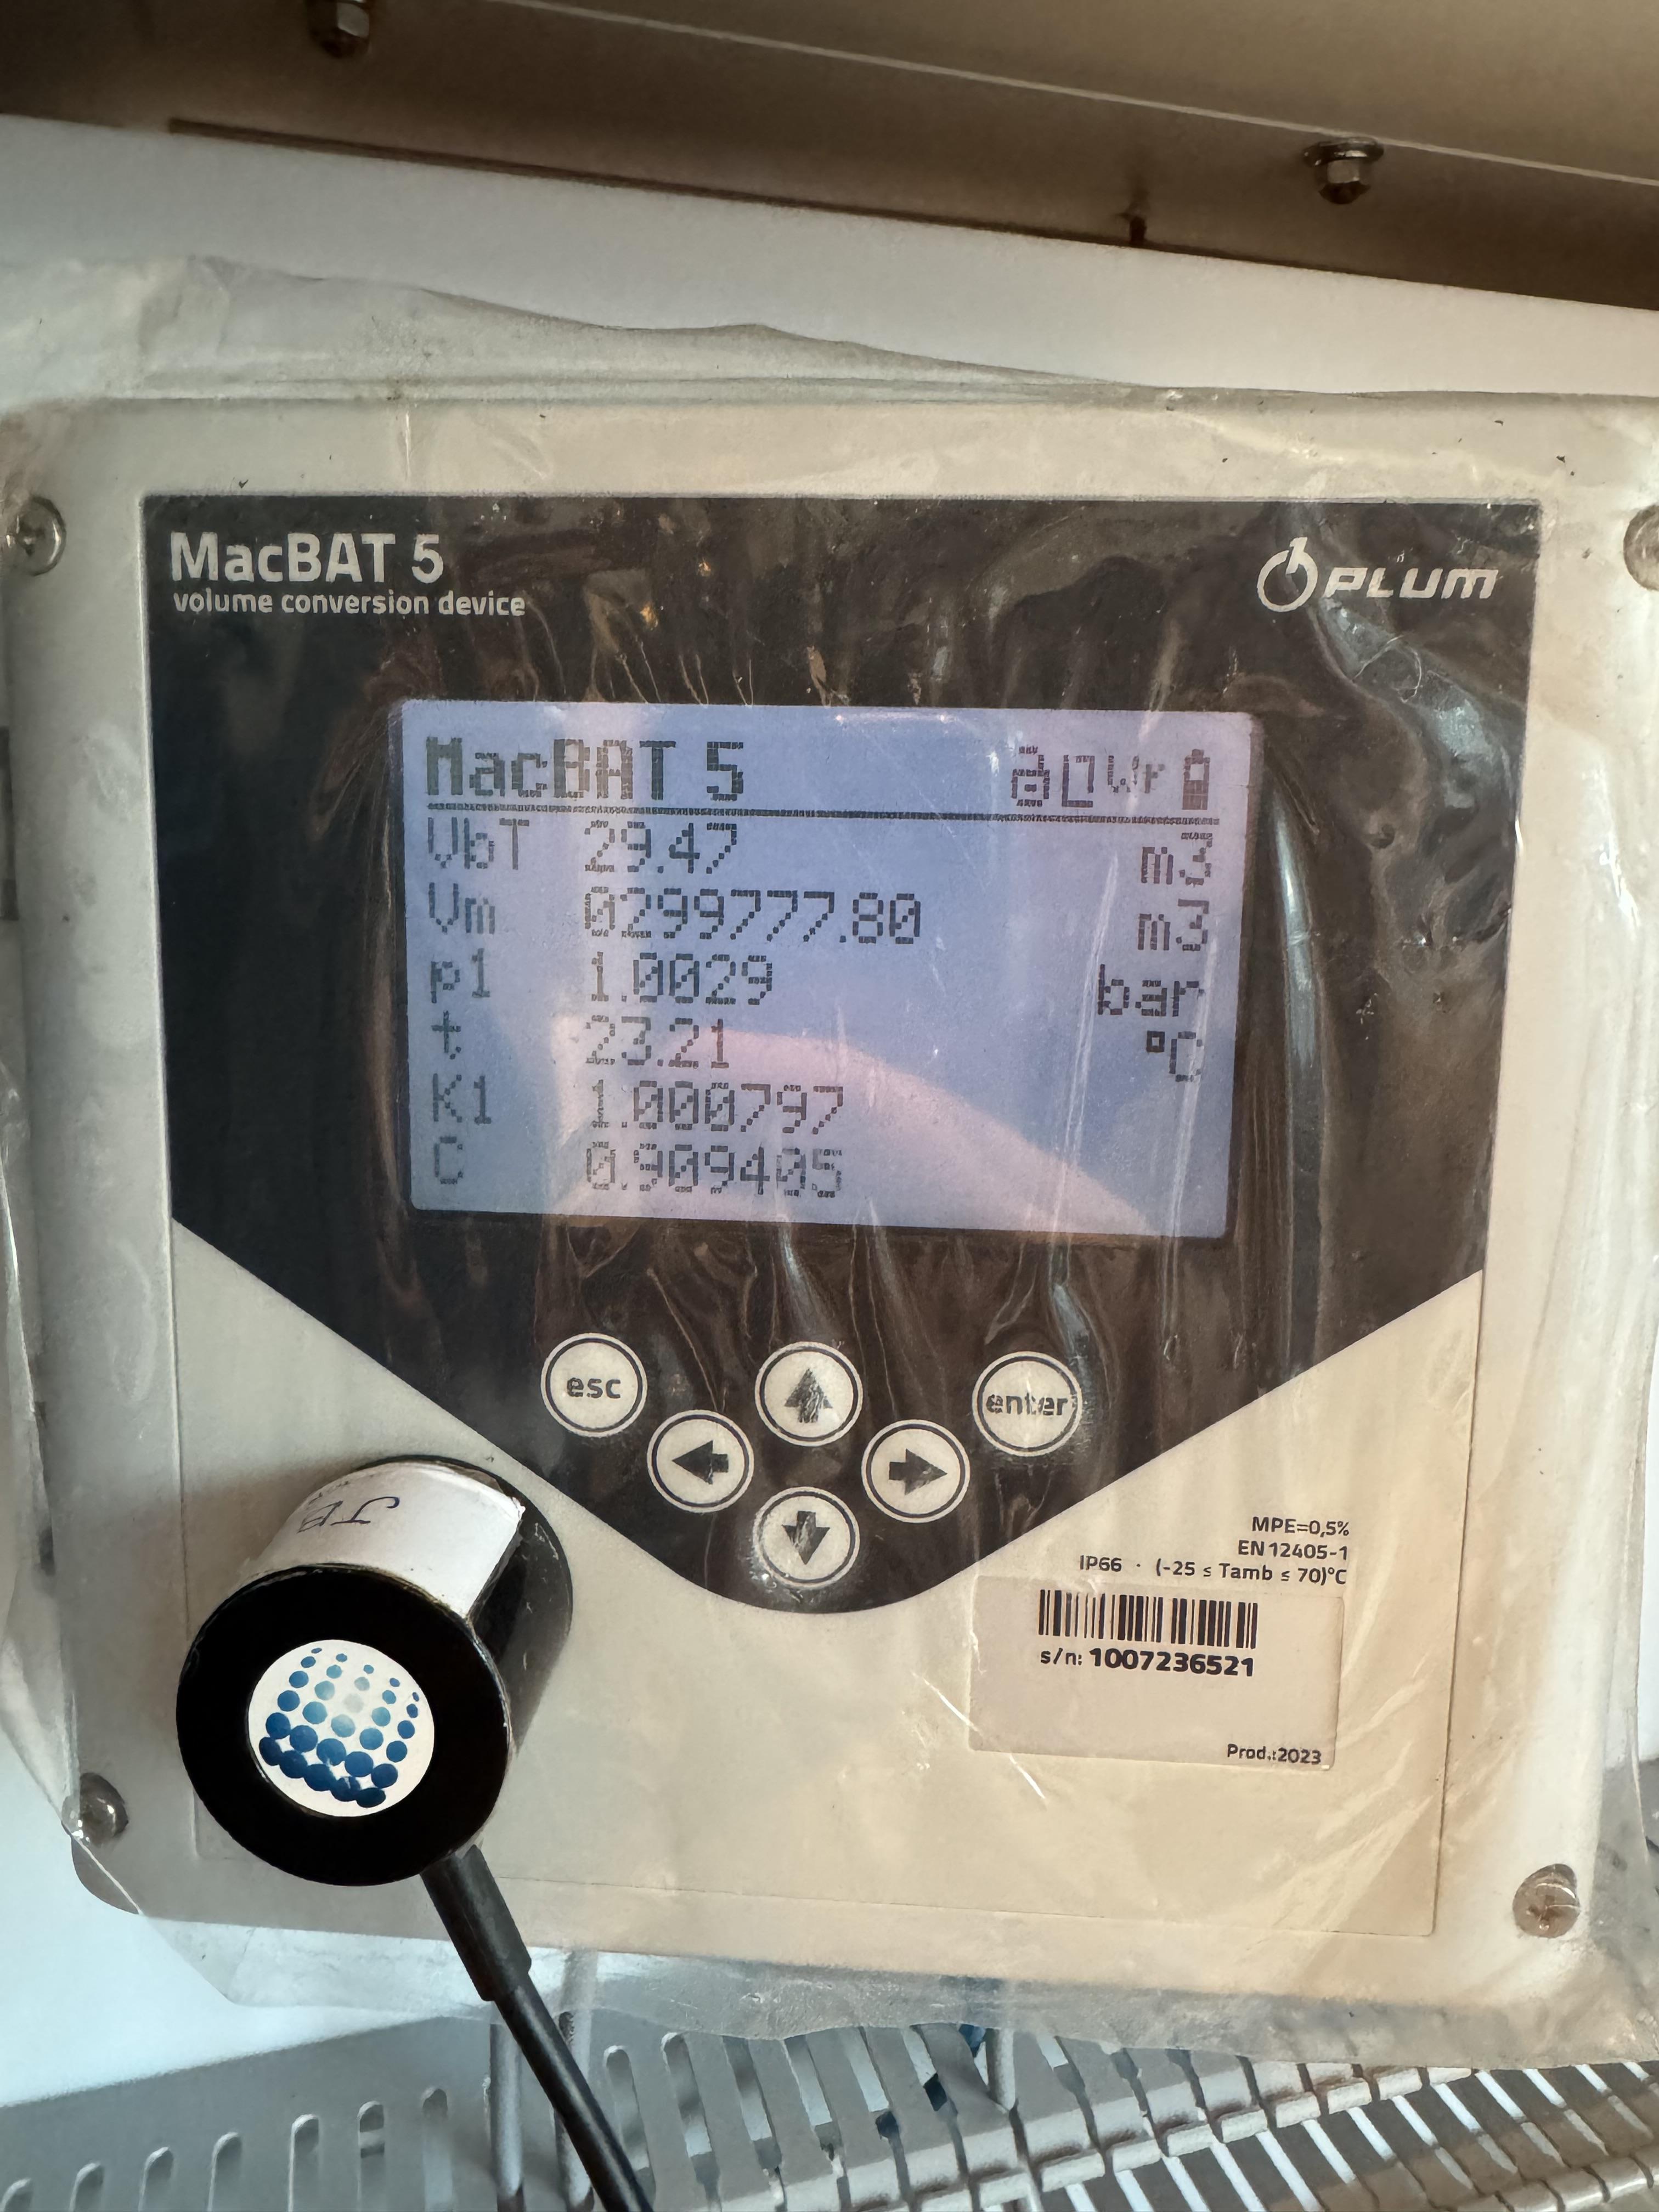 MacBAT 5
volume conversion device
PLUM
MacBAT 5
VbT 29.47 m3
Vm 0299777.80 m3
p1 1.0029 bar
t 23.21 °C
K1 1.000797
C 0.909405
esc
enter
JB
MPE=0,5%
EN 12405-1
IP66 · (-25 ≤ Tamb ≤ 70)°C
s/n: 1007236521
Prod.:2023